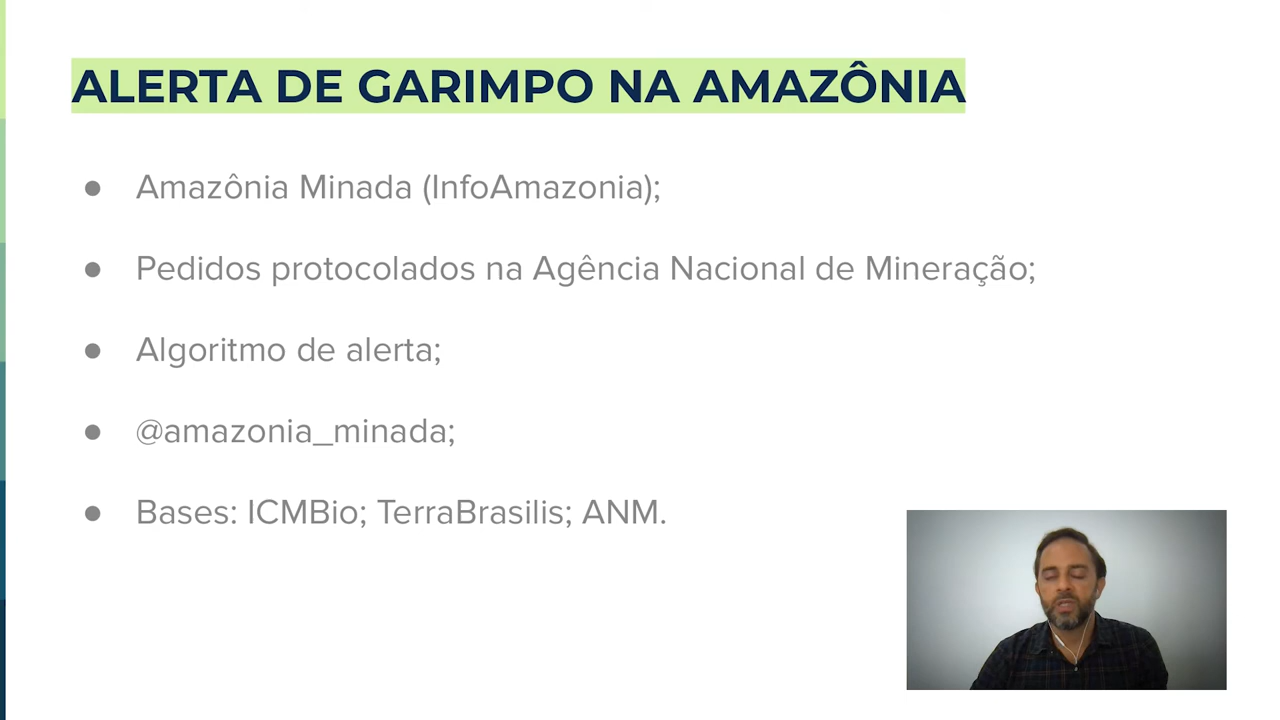 ALERTA DE GARIMPO NA AMAZÔNIA
● Amazônia Minada (InfoAmazonia);
● Pedidos protocolados na Agência Nacional de Mineração;
● Algoritmo de alerta;
● @amazonia_minada;
● Bases: ICMBio; TerraBrasilis; ANM.